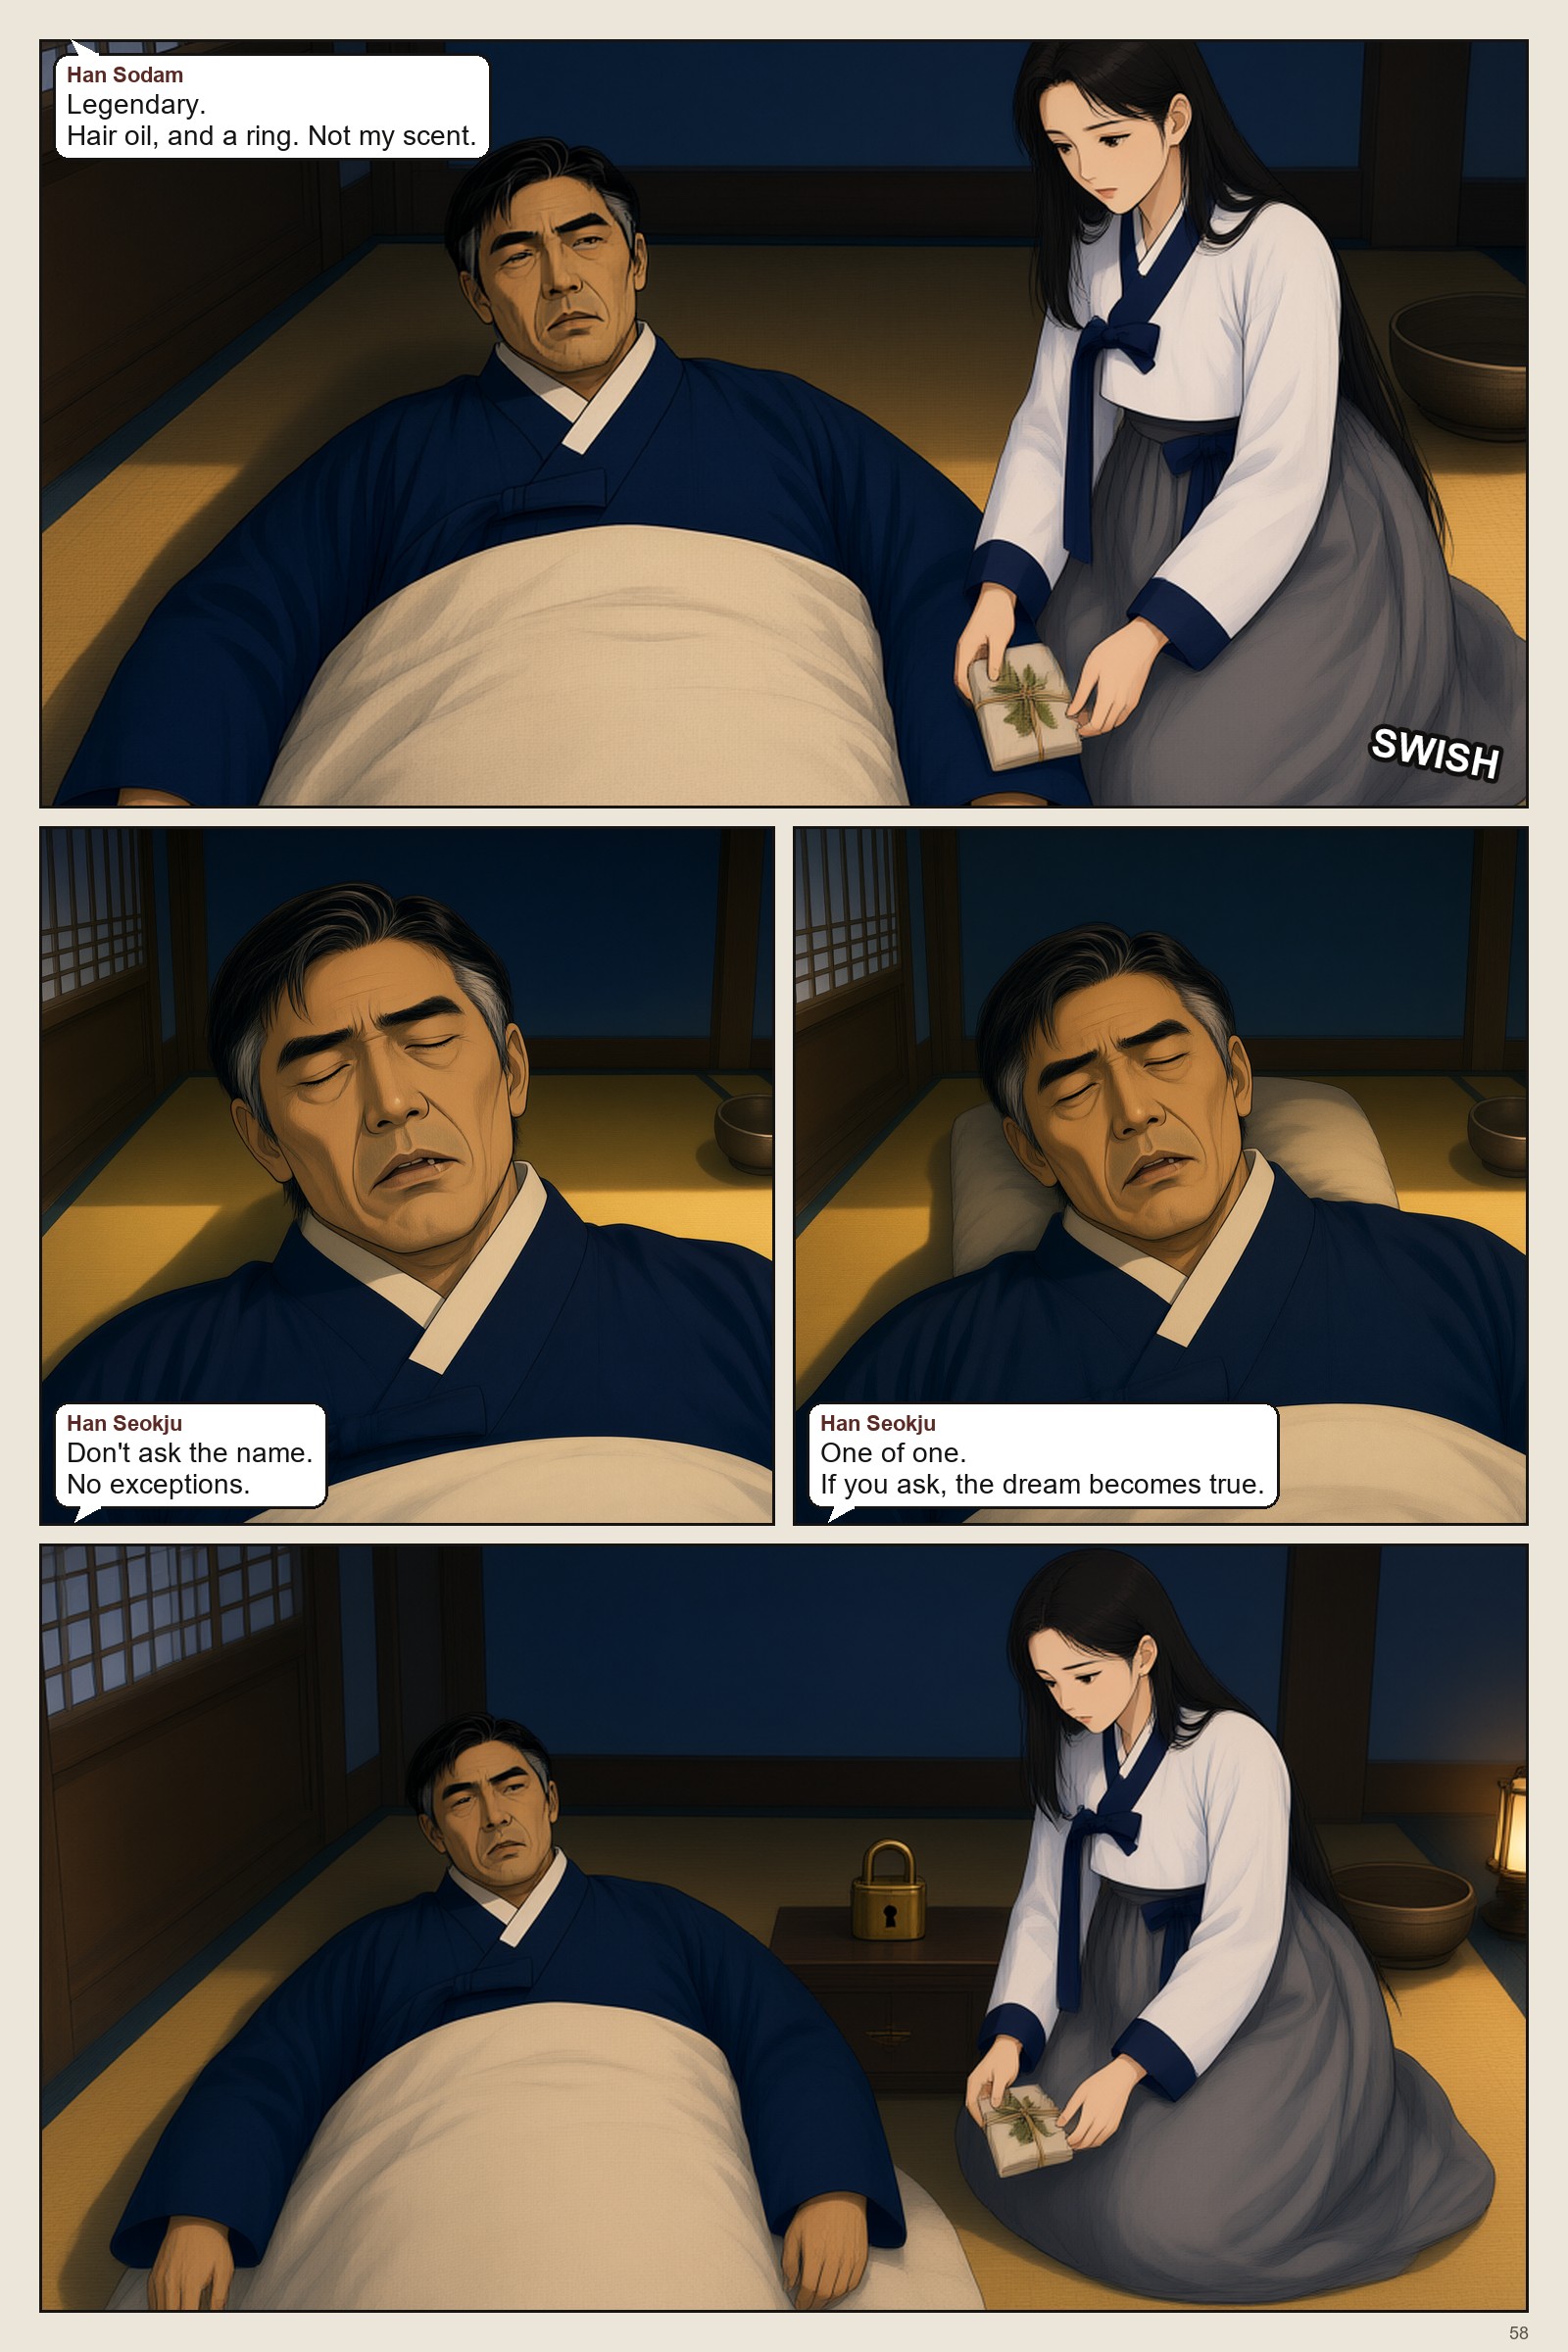 Han Sodam
Legendary.
Hair oil, and a ring. Not my scent.
SWISH
Han Seokju
Don't ask the name.
No exceptions.
Han Seokju
One of one.
If you ask, the dream becomes true.
58